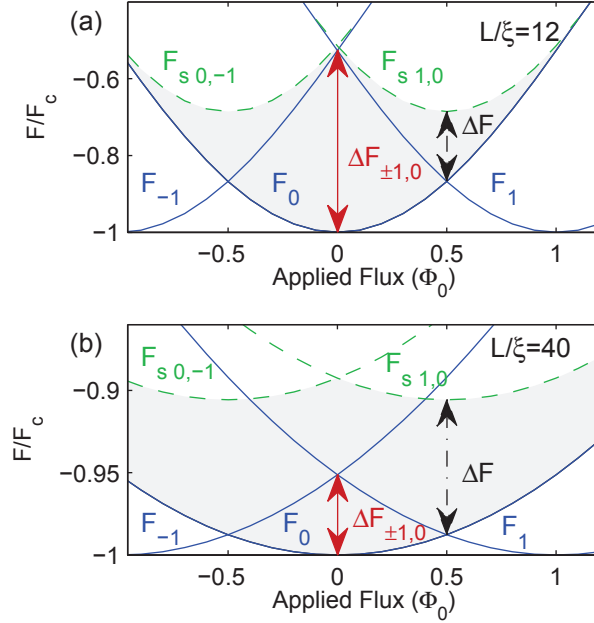 (a)
L/ξ=12
F/F_c
−0.6
−0.8
−1
F_s 0,−1
F_s 1,0
ΔF_±1,0
ΔF
F_−1
F_0
F_1
−0.5 0 0.5 1
Applied Flux (Φ_0)
(b)
L/ξ=40
F/F_c
−0.9
−0.95
−1
F_s 0,−1
F_s 1,0
ΔF
F_−1
F_0
ΔF_±1,0
F_1
−0.5 0 0.5 1
Applied Flux (Φ_0)